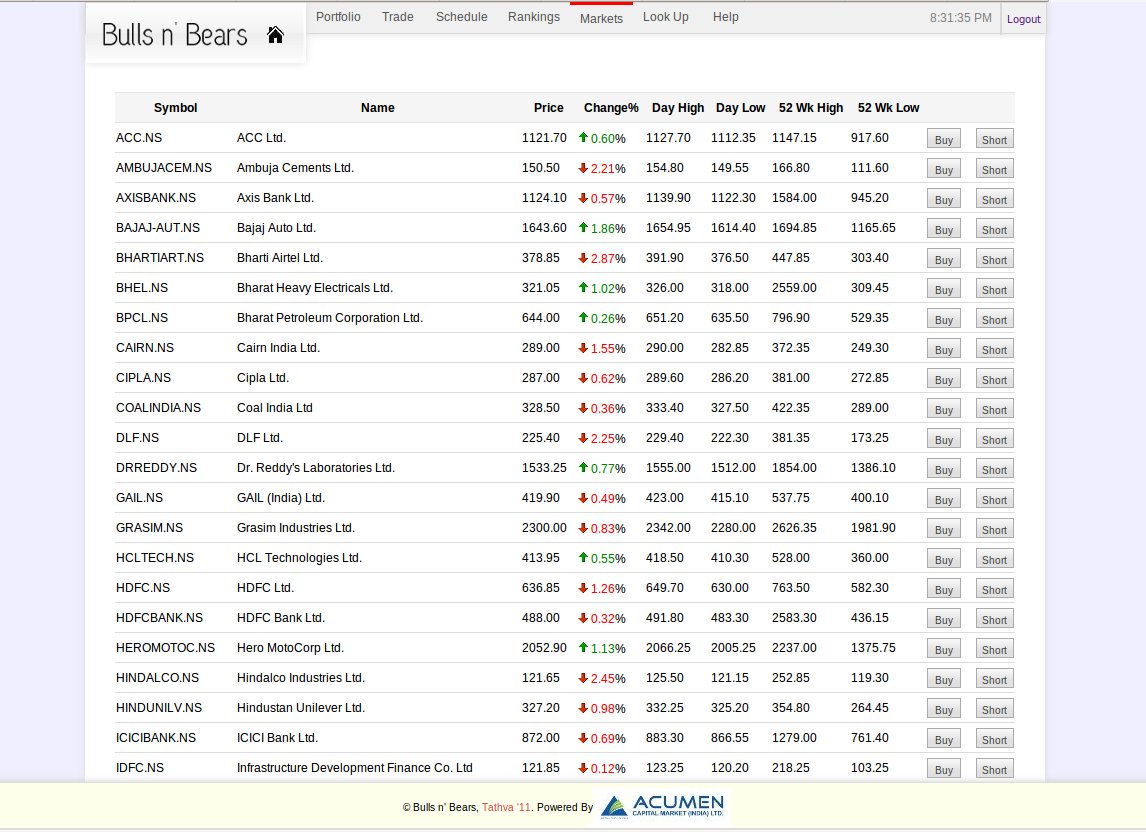 Bulls n' Bears Portfolio Trade Schedule Rankings Markets Look Up Help 8:31:35 PM Logout
Symbol Name Price Change% Day High Day Low 52 Wk High 52 Wk Low
ACC.NS ACC Ltd. 1121.70 0.60% 1127.70 1112.35 1147.15 917.60 Buy Short
AMBUJACEM.NS Ambuja Cements Ltd. 150.50 2.21% 154.80 149.55 166.80 111.60 Buy Short
AXISBANK.NS Axis Bank Ltd. 1124.10 0.57% 1139.90 1122.30 1584.00 945.20 Buy Short
BAJAJ-AUT.NS Bajaj Auto Ltd. 1643.60 1.86% 1654.95 1614.40 1694.85 1165.65 Buy Short
BHARTIART.NS Bharti Airtel Ltd. 378.85 2.87% 391.90 376.50 447.85 303.40 Buy Short
BHEL.NS Bharat Heavy Electricals Ltd. 321.05 1.02% 326.00 318.00 2559.00 309.45 Buy Short
BPCL.NS Bharat Petroleum Corporation Ltd. 644.00 0.26% 651.20 635.50 796.90 529.35 Buy Short
CAIRN.NS Cairn India Ltd. 289.00 1.55% 290.00 282.85 372.35 249.30 Buy Short
CIPLA.NS Cipla Ltd. 287.00 0.62% 289.60 286.20 381.00 272.85 Buy Short
COALINDIA.NS Coal India Ltd 328.50 0.36% 333.40 327.50 422.35 289.00 Buy Short
DLF.NS DLF Ltd. 225.40 2.25% 229.40 222.30 381.35 173.25 Buy Short
DRREDDY.NS Dr. Reddy's Laboratories Ltd. 1533.25 0.77% 1555.00 1512.00 1854.00 1386.10 Buy Short
GAIL.NS GAIL (India) Ltd. 419.90 0.49% 423.00 415.10 537.75 400.10 Buy Short
GRASIM.NS Grasim Industries Ltd. 2300.00 0.83% 2342.00 2280.00 2626.35 1981.90 Buy Short
HCLTECH.NS HCL Technologies Ltd. 413.95 0.55% 418.50 410.30 528.00 360.00 Buy Short
HDFC.NS HDFC Ltd. 636.85 1.26% 649.70 630.00 763.50 582.30 Buy Short
HDFCBANK.NS HDFC Bank Ltd. 488.00 0.32% 491.80 483.30 2583.30 436.15 Buy Short
HEROMOTOC.NS Hero MotoCorp Ltd. 2052.90 1.13% 2066.25 2005.25 2237.00 1375.75 Buy Short
HINDALCO.NS Hindalco Industries Ltd. 121.65 2.45% 125.50 121.15 252.85 119.30 Buy Short
HINDUNILV.NS Hindustan Unilever Ltd. 327.20 0.98% 332.25 325.20 354.80 264.45 Buy Short
ICICIBANK.NS ICICI Bank Ltd. 872.00 0.69% 883.30 866.55 1279.00 761.40 Buy Short
IDFC.NS Infrastructure Development Finance Co. Ltd 121.85 0.12% 123.25 120.20 218.25 103.25 Buy Short
© Bulls n' Bears, Tathva '11. Powered By ACUMEN
CAPITAL MARKET (INDIA) LTD.